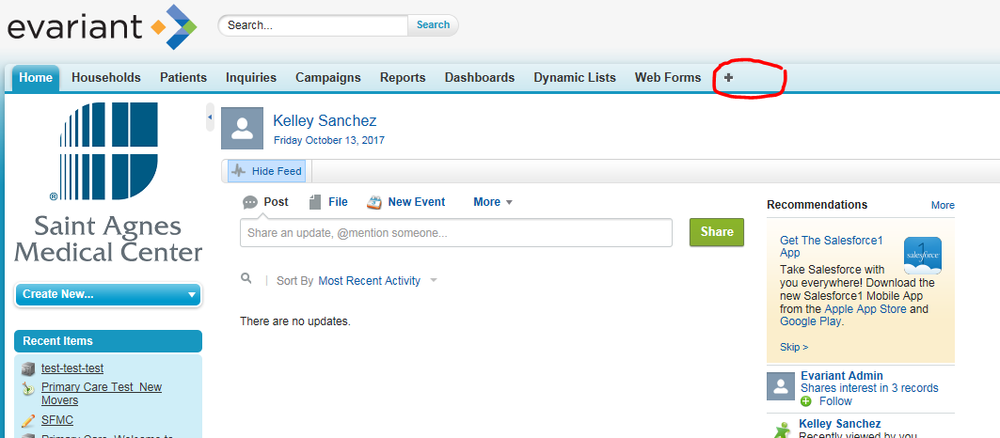 evariant
Search...
Search
Home Households Patients Inquiries Campaigns Reports Dashboards Dynamic Lists Web Forms +
Saint Agnes
Medical Center
Create New...
Recent Items
test-test-test
Primary Care Test_New
Movers
SFMC
Kelley Sanchez
Friday October 13, 2017
Hide Feed
Post File New Event More
Share an update, @mention someone...
Share
Sort By Most Recent Activity
There are no updates.
Recommendations More
Get The Salesforce1
App
1
salesforce
Take Salesforce with
you everywhere! Download the
new Salesforce1 Mobile App
from the Apple App Store and
Google Play.
Skip >
Evariant Admin
Shares interest in 3 records
Follow
Kelley Sanchez
Recently viewed by you